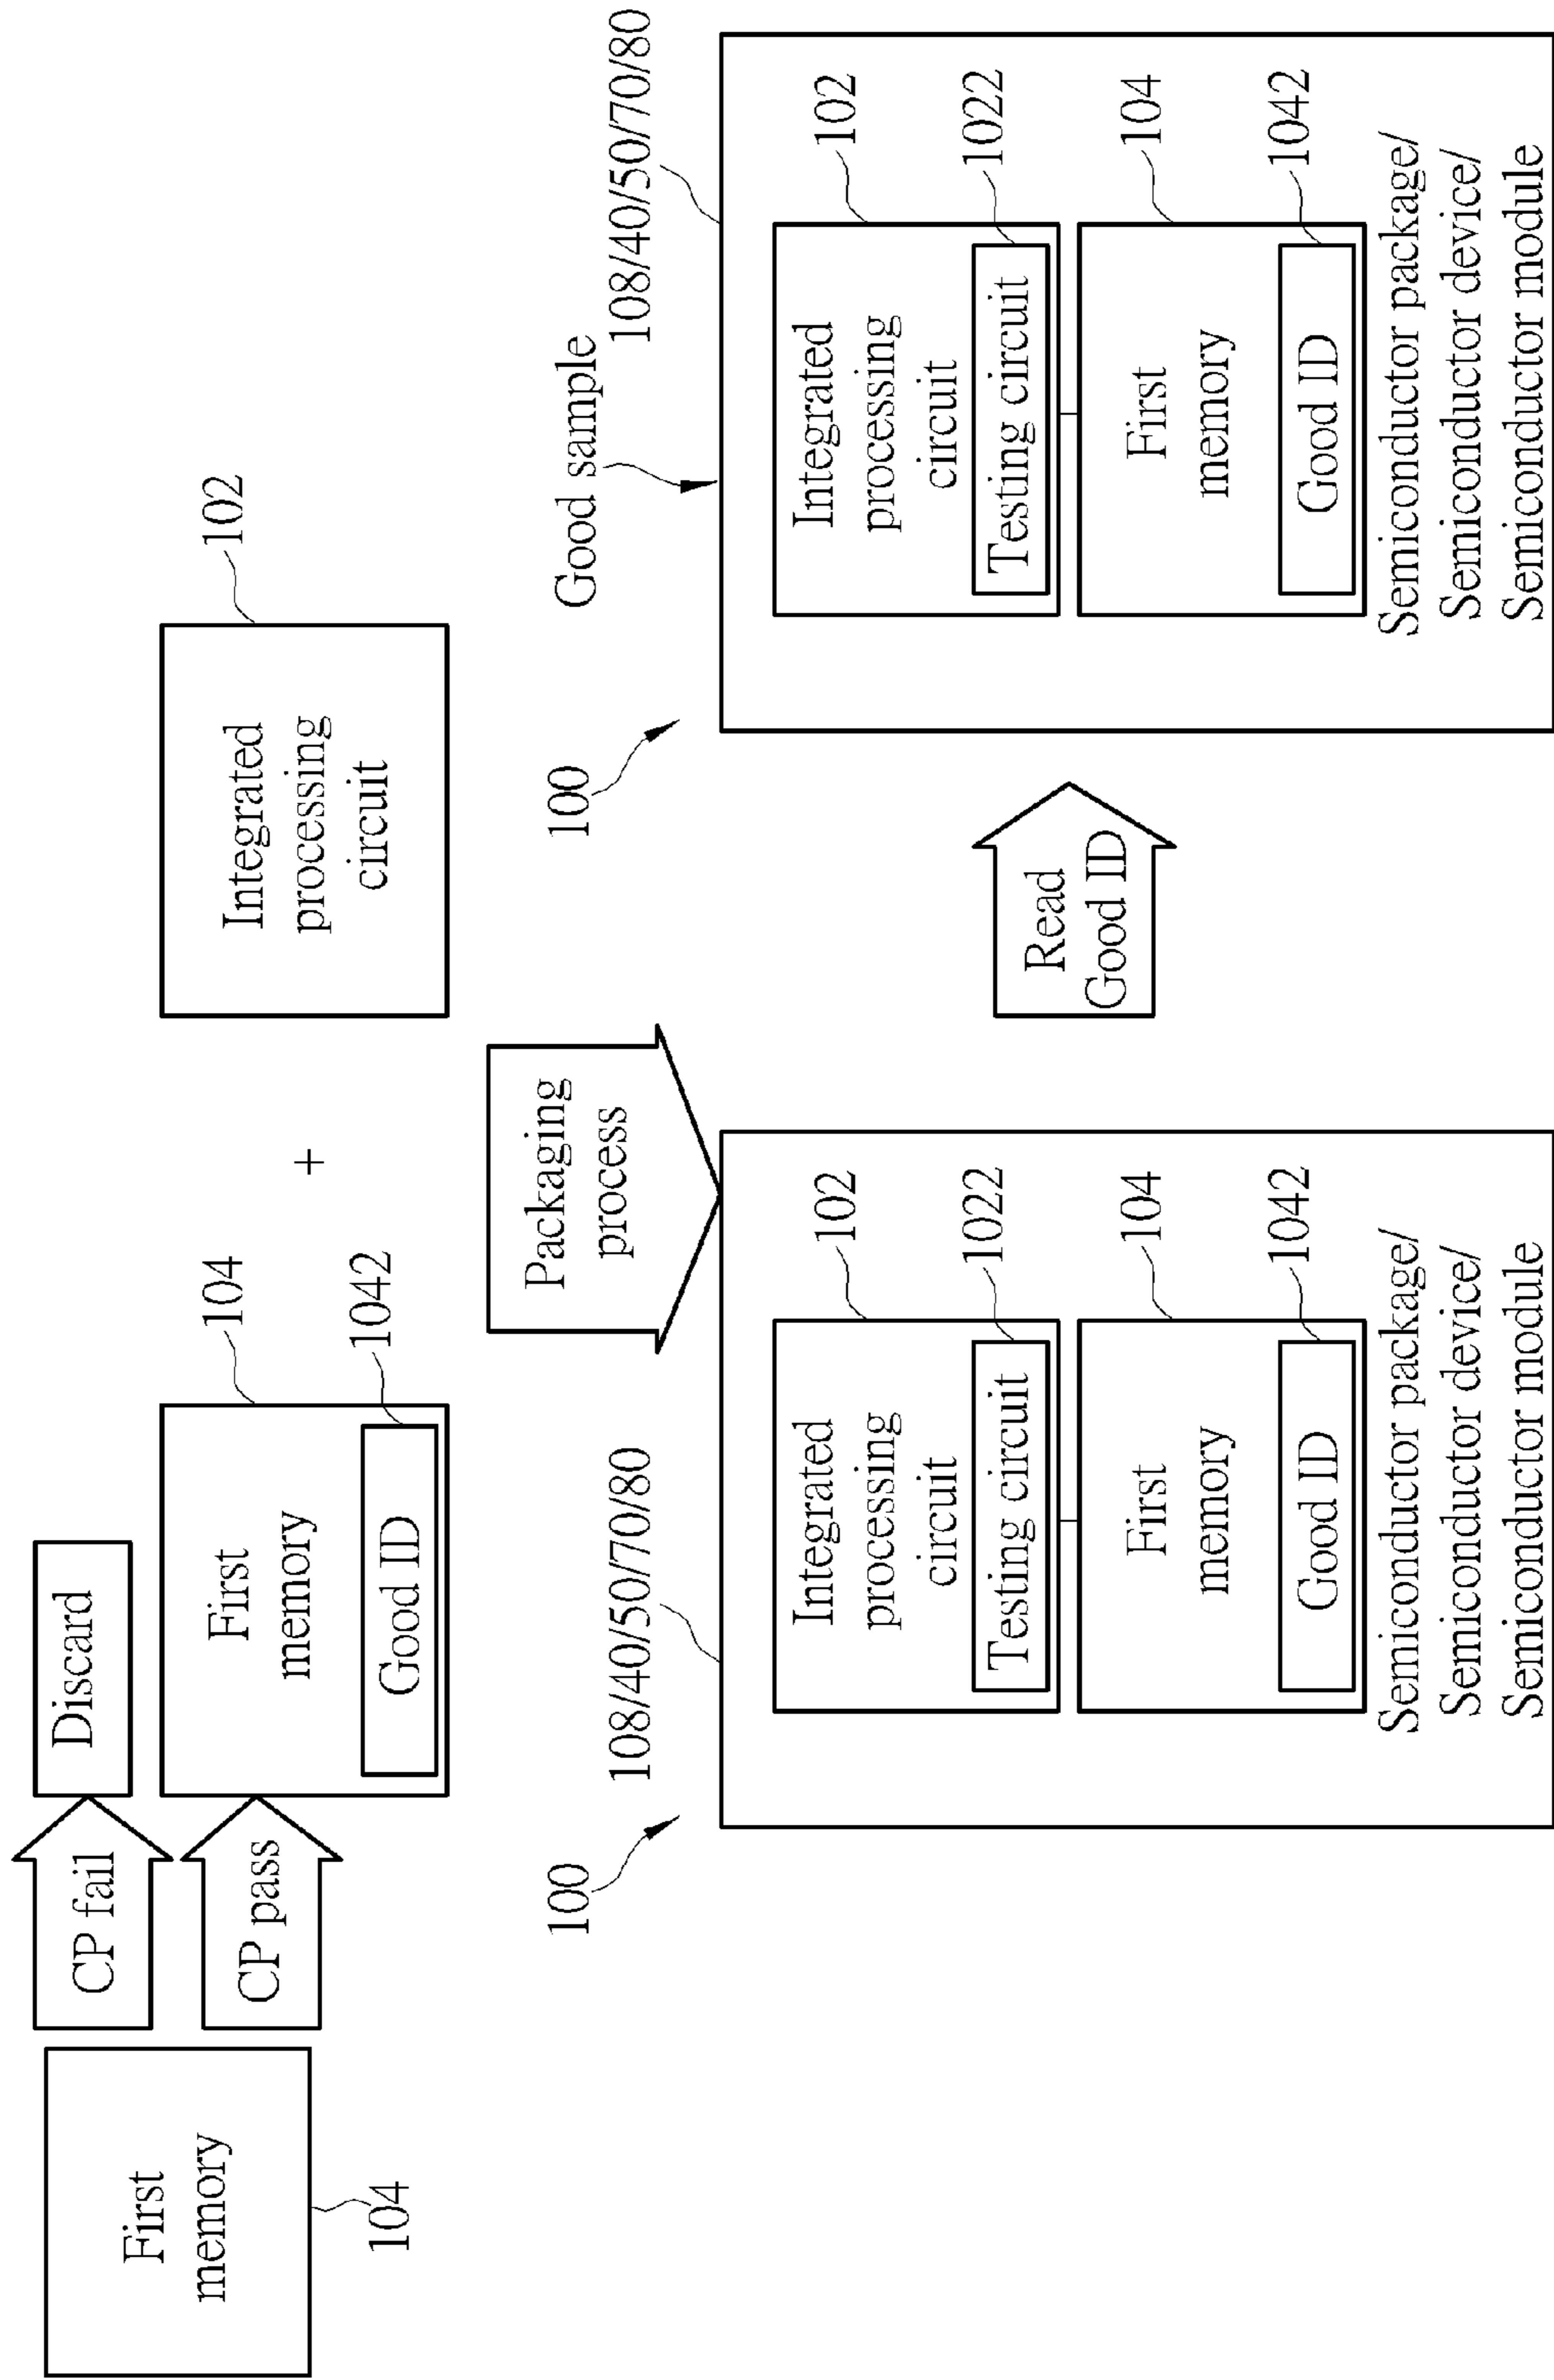 First
memory
104
CP fail
CP pass
Discard
First
memory
Good ID
104
1042
+
Integrated
processing
circuit
102
Packaging
process
100
108/40/50/70/80
Integrated
processing
circuit
Testing circuit
First
memory
Good ID
102
1022
104
1042
Semiconductor package/
Semiconductor device/
Semiconductor module
Read
Good ID
100
Good sample
108/40/50/70/80
Integrated
processing
circuit
Testing circuit
First
memory
Good ID
102
1022
104
1042
Semiconductor package/
Semiconductor device/
Semiconductor module